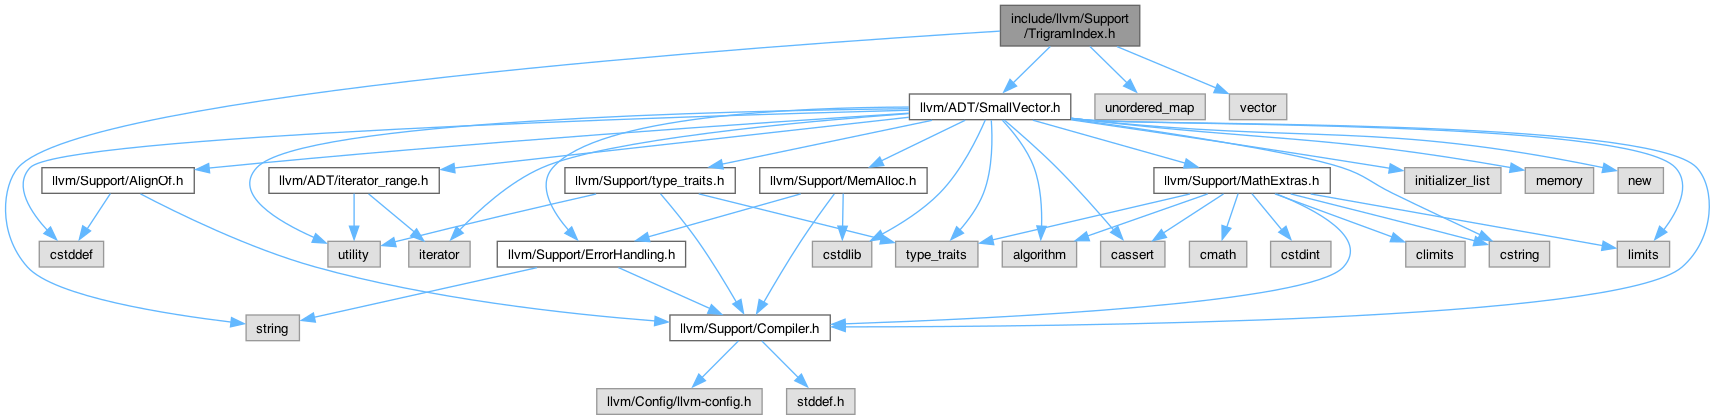 include/llvm/Support
/TrigramIndex.h
llvm/ADT/SmallVector.h
unordered_map
vector
llvm/Support/AlignOf.h
llvm/ADT/iterator_range.h
llvm/Support/type_traits.h
llvm/Support/MemAlloc.h
llvm/Support/MathExtras.h
initializer_list
memory
new
cstddef
utility
iterator
llvm/Support/ErrorHandling.h
cstdlib
type_traits
algorithm
cassert
cmath
cstdint
climits
cstring
limits
string
llvm/Support/Compiler.h
llvm/Config/llvm-config.h
stddef.h